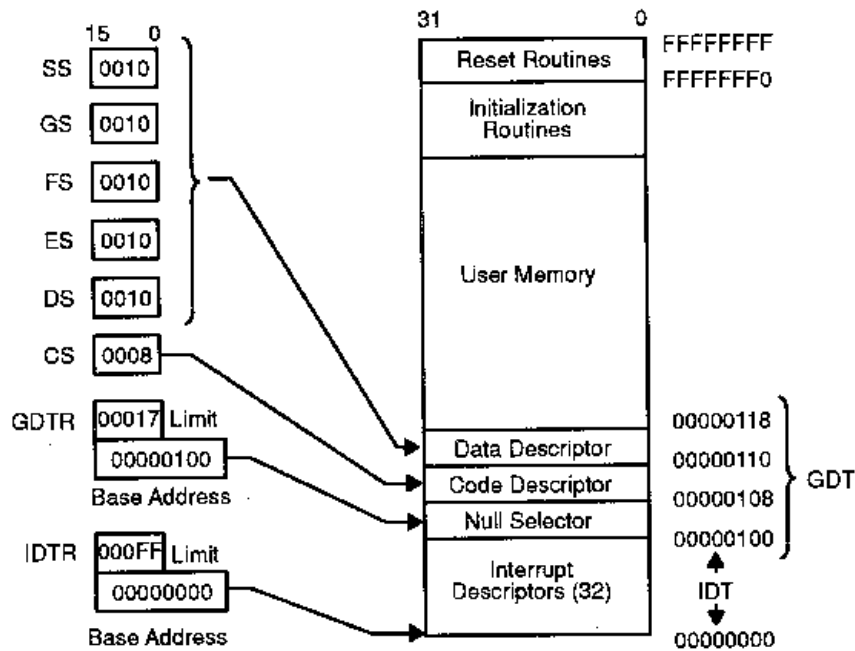 15 0
SS 0010
GS 0010
FS 0010
ES 0010
DS 0010
CS 0008
GDTR 00017 Limit
00000100
Base Address
IDTR 000FF Limit
00000000
Base Address
31 0
Reset Routines
Initialization
Routines
User Memory
Data Descriptor
Code Descriptor
Null Selector
Interrupt
Descriptors (32)
FFFFFFFF
FFFFFFF0
00000118
00000110
00000108
00000100
GDT
IDT
00000000